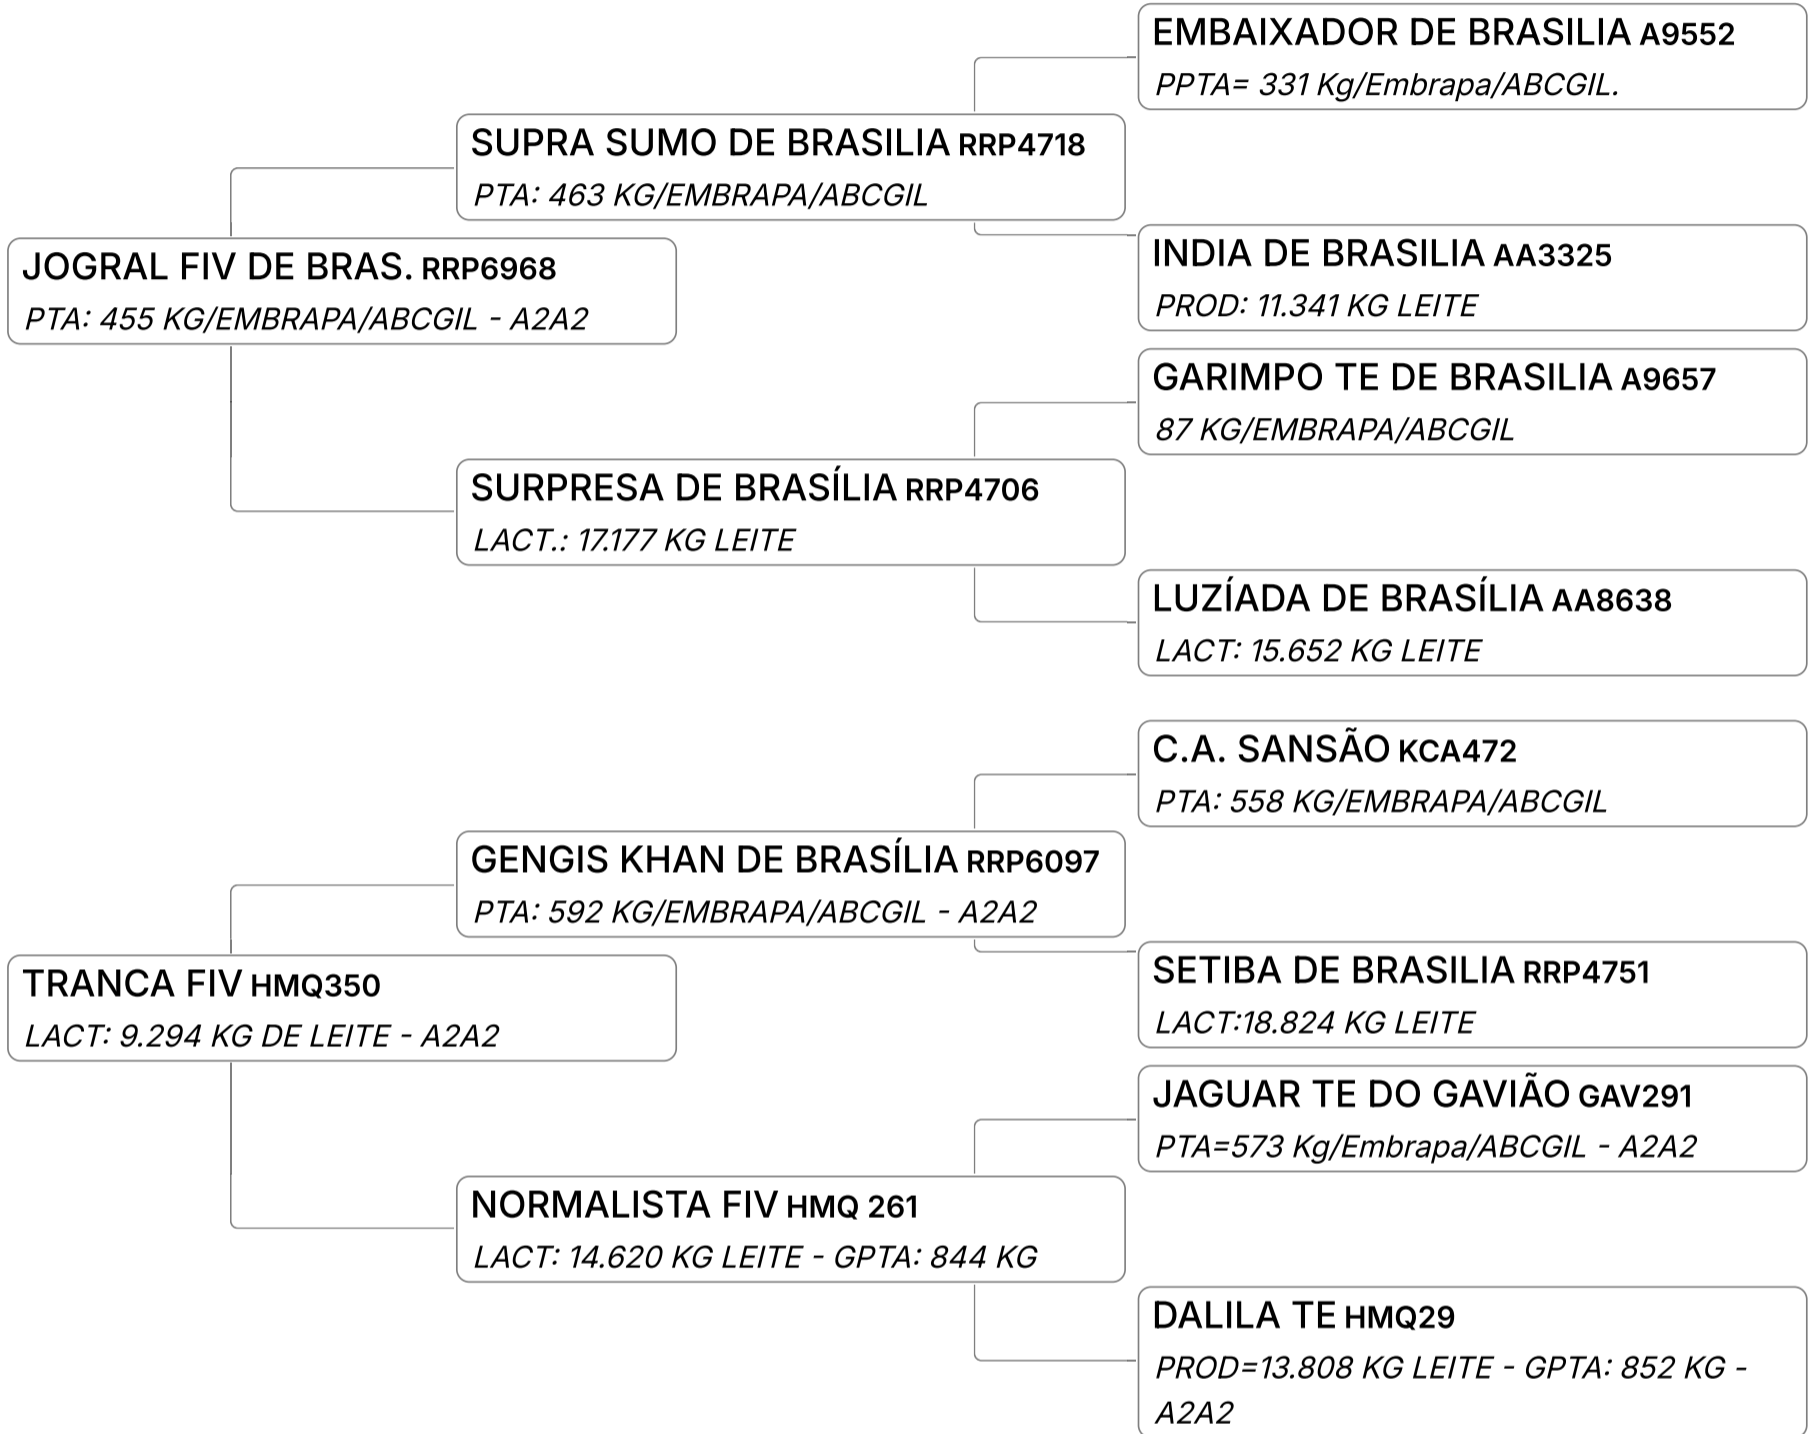 EMBAIXADOR DE BRASILIA A9552
PPTA= 331 Kg/Embrapa/ABCGIL.
SUPRA SUMO DE BRASILIA RRP4718
PTA: 463 KG/EMBRAPA/ABCGIL
INDIA DE BRASILIA AA3325
PROD: 11.341 KG LEITE
JOGRAL FIV DE BRAS. RRP6968
PTA: 455 KG/EMBRAPA/ABCGIL - A2A2
GARIMPO TE DE BRASILIA A9657
87 KG/EMBRAPA/ABCGIL
SURPRESA DE BRASÍLIA RRP4706
LACT.: 17.177 KG LEITE
LUZÍADA DE BRASÍLIA AA8638
LACT: 15.652 KG LEITE
C.A. SANSÃO KCA472
PTA: 558 KG/EMBRAPA/ABCGIL
GENGIS KHAN DE BRASÍLIA RRP6097
PTA: 592 KG/EMBRAPA/ABCGIL - A2A2
SETIBA DE BRASILIA RRP4751
LACT:18.824 KG LEITE
TRANCA FIV HMQ350
LACT: 9.294 KG DE LEITE - A2A2
JAGUAR TE DO GAVIÃO GAV291
PTA=573 Kg/Embrapa/ABCGIL - A2A2
NORMALISTA FIV HMQ 261
LACT: 14.620 KG LEITE - GPTA: 844 KG
DALILA TE HMQ29
PROD=13.808 KG LEITE - GPTA: 852 KG -
A2A2